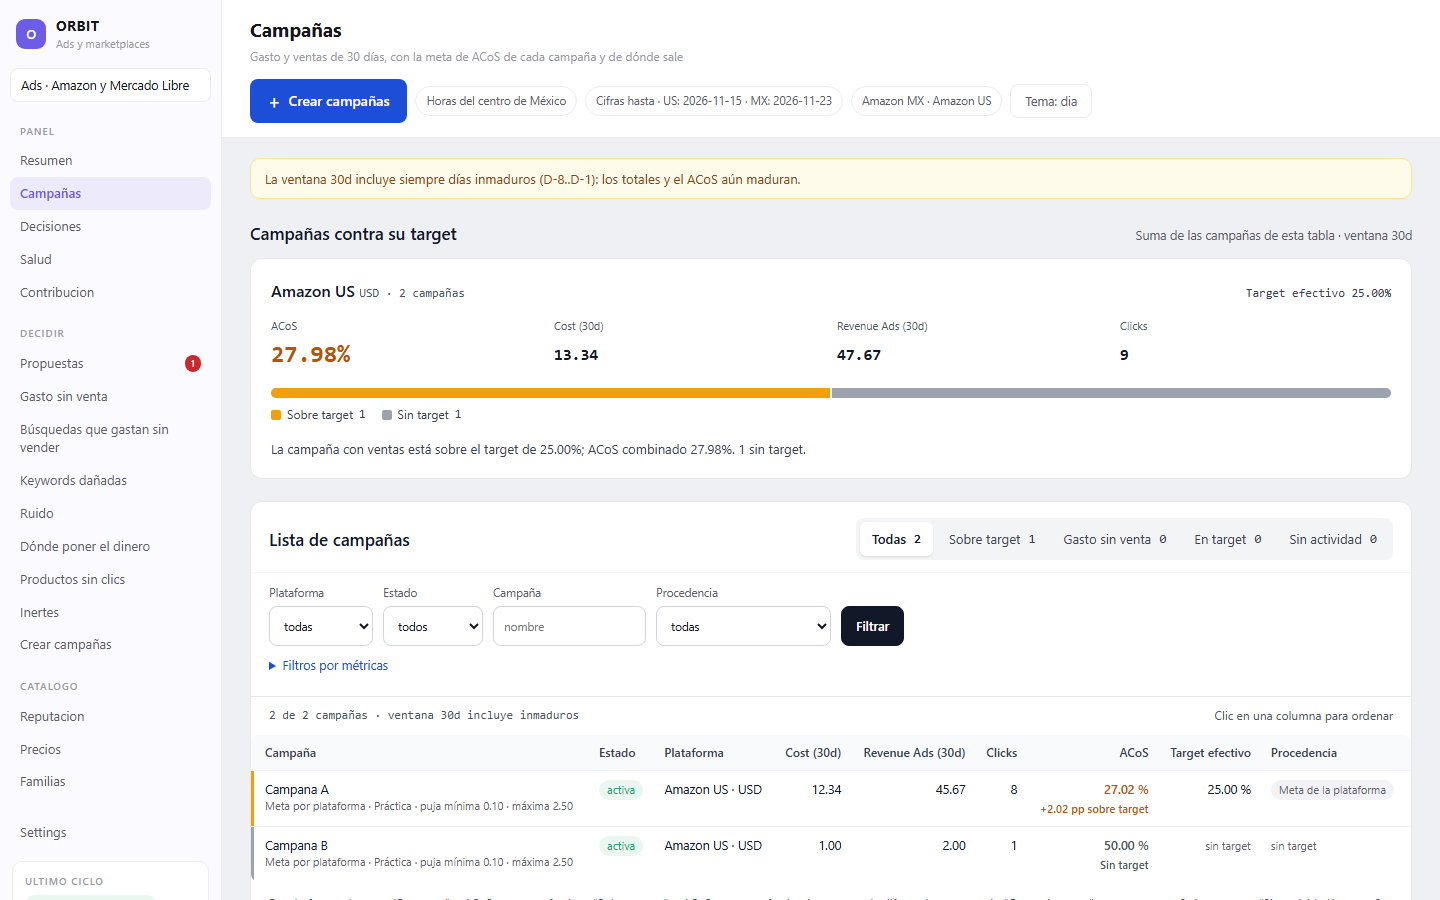 O
ORBIT
Ads y marketplaces
Ads · Amazon y Mercado Libre
PANEL
Resumen
Campañas
Decisiones
Salud
Contribucion
DECIDIR
Propuestas 1
Gasto sin venta
Búsquedas que gastan sin
vender
Keywords dañadas
Ruido
Dónde poner el dinero
Productos sin clics
Inertes
Crear campañas
CATALOGO
Reputacion
Precios
Familias
Settings
ULTIMO CICLO
Campañas
Gasto y ventas de 30 días, con la meta de ACoS de cada campaña y de dónde sale
+ Crear campañas
Horas del centro de México
Cifras hasta · US: 2026-11-15 · MX: 2026-11-23
Amazon MX · Amazon US
Tema: dia
La ventana 30d incluye siempre días inmaduros (D-8..D-1): los totales y el ACoS aún maduran.
Campañas contra su target
Suma de las campañas de esta tabla · ventana 30d
Amazon US USD · 2 campañas
Target efectivo 25.00%
ACoS Cost (30d) Revenue Ads (30d) Clicks
27.98% 13.34 47.67 9
Sobre target 1 Sin target 1
La campaña con ventas está sobre el target de 25.00%; ACoS combinado 27.98%. 1 sin target.
Lista de campañas
Todas 2 Sobre target 1 Gasto sin venta 0 En target 0 Sin actividad 0
Plataforma Estado Campaña Procedencia
todas todos nombre todas Filtrar
Filtros por métricas
2 de 2 campañas · ventana 30d incluye inmaduros
Clic en una columna para ordenar
Campaña Estado Plataforma Cost (30d) Revenue Ads (30d) Clicks ACoS Target efectivo Procedencia
Campana A activa Amazon US · USD 12.34 45.67 8 27.02 % 25.00 % Meta de la plataforma
Meta por plataforma · Práctica · puja mínima 0.10 · máxima 2.50 +2.02 pp sobre target
Campana B activa Amazon US · USD 1.00 2.00 1 50.00 % sin target sin target
Meta por plataforma · Práctica · puja mínima 0.10 · máxima 2.50 Sin target